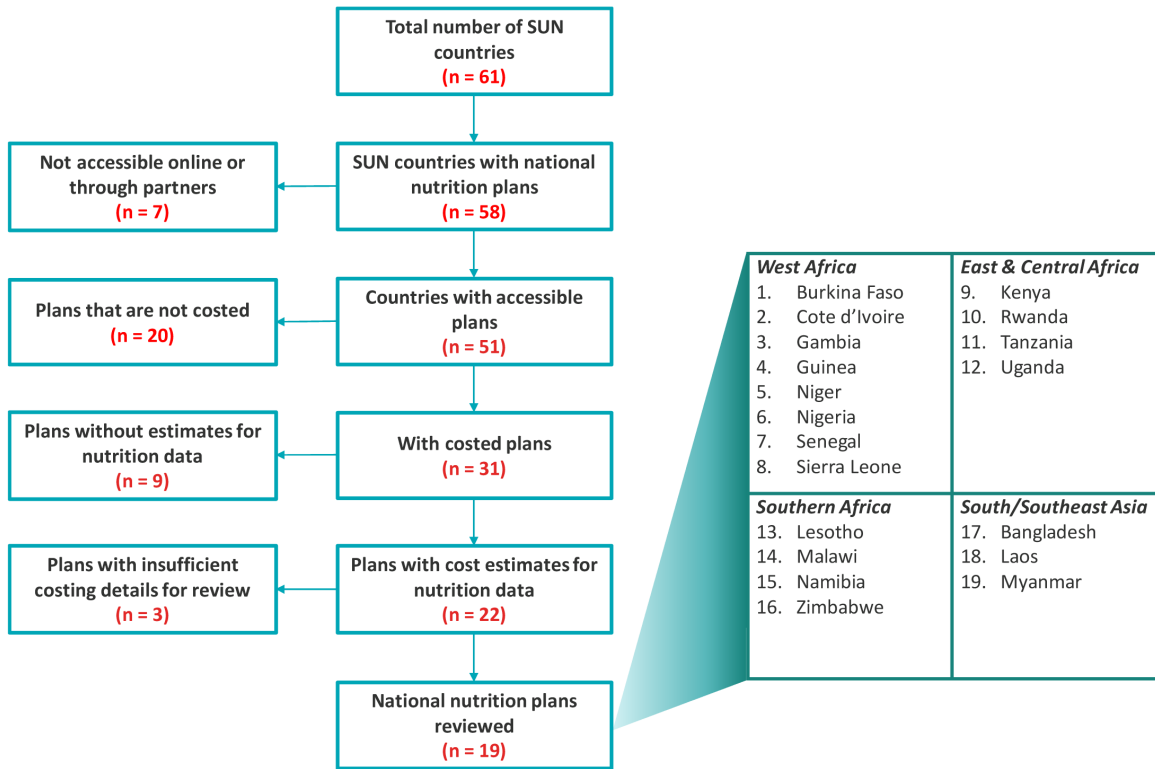 Total number of SUN
countries
(n = 61)
Not accessible online or
through partners
(n = 7)
SUN countries with national
nutrition plans
(n = 58)
Plans that are not costed
(n = 20)
Countries with accessible
plans
(n = 51)
Plans without estimates for
nutrition data
(n = 9)
With costed plans
(n = 31)
Plans with insufficient
costing details for review
(n = 3)
Plans with cost estimates for
nutrition data
(n = 22)
National nutrition plans
reviewed
(n = 19)
West Africa
1. Burkina Faso
2. Cote d’Ivoire
3. Gambia
4. Guinea
5. Niger
6. Nigeria
7. Senegal
8. Sierra Leone
East & Central Africa
9. Kenya
10. Rwanda
11. Tanzania
12. Uganda
Southern Africa
13. Lesotho
14. Malawi
15. Namibia
16. Zimbabwe
South/Southeast Asia
17. Bangladesh
18. Laos
19. Myanmar